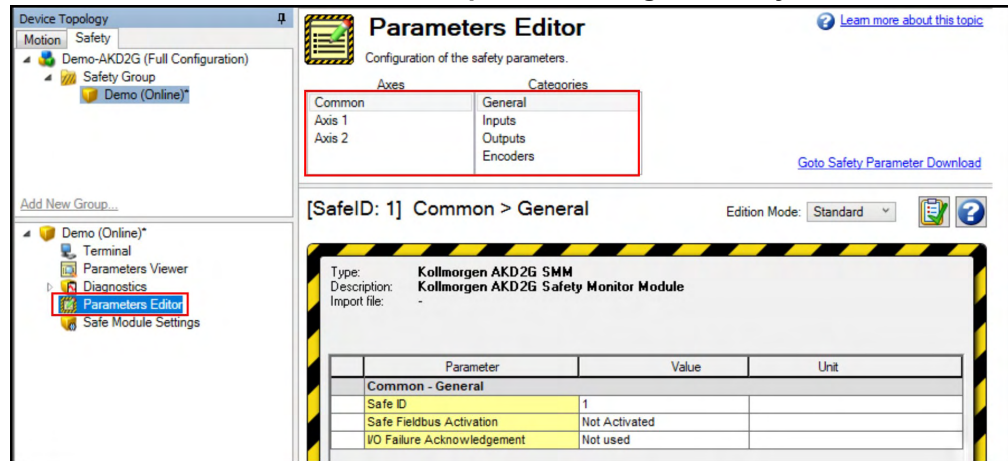 Device Topology
Motion Safety
Demo-AKD2G (Full Configuration)
Safety Group
Demo (Online)*
Add New Group...
Demo (Online)*
Terminal
Parameters Viewer
Diagnostics
Parameters Editor
Safe Module Settings
Parameters Editor
Learn more about this topic
Configuration of the safety parameters.
Axes Categories
Common General
Axis 1 Inputs
Axis 2 Outputs
Encoders
Goto Safety Parameter Download
[SafeID: 1] Common > General
Edition Mode: Standard
Type: Kollmorgen AKD2G SMM
Description: Kollmorgen AKD2G Safety Monitor Module
Import file: -
Parameter Value Unit
Common - General
Safe ID 1
Safe Fieldbus Activation Not Activated
I/O Failure Acknowledgement Not used